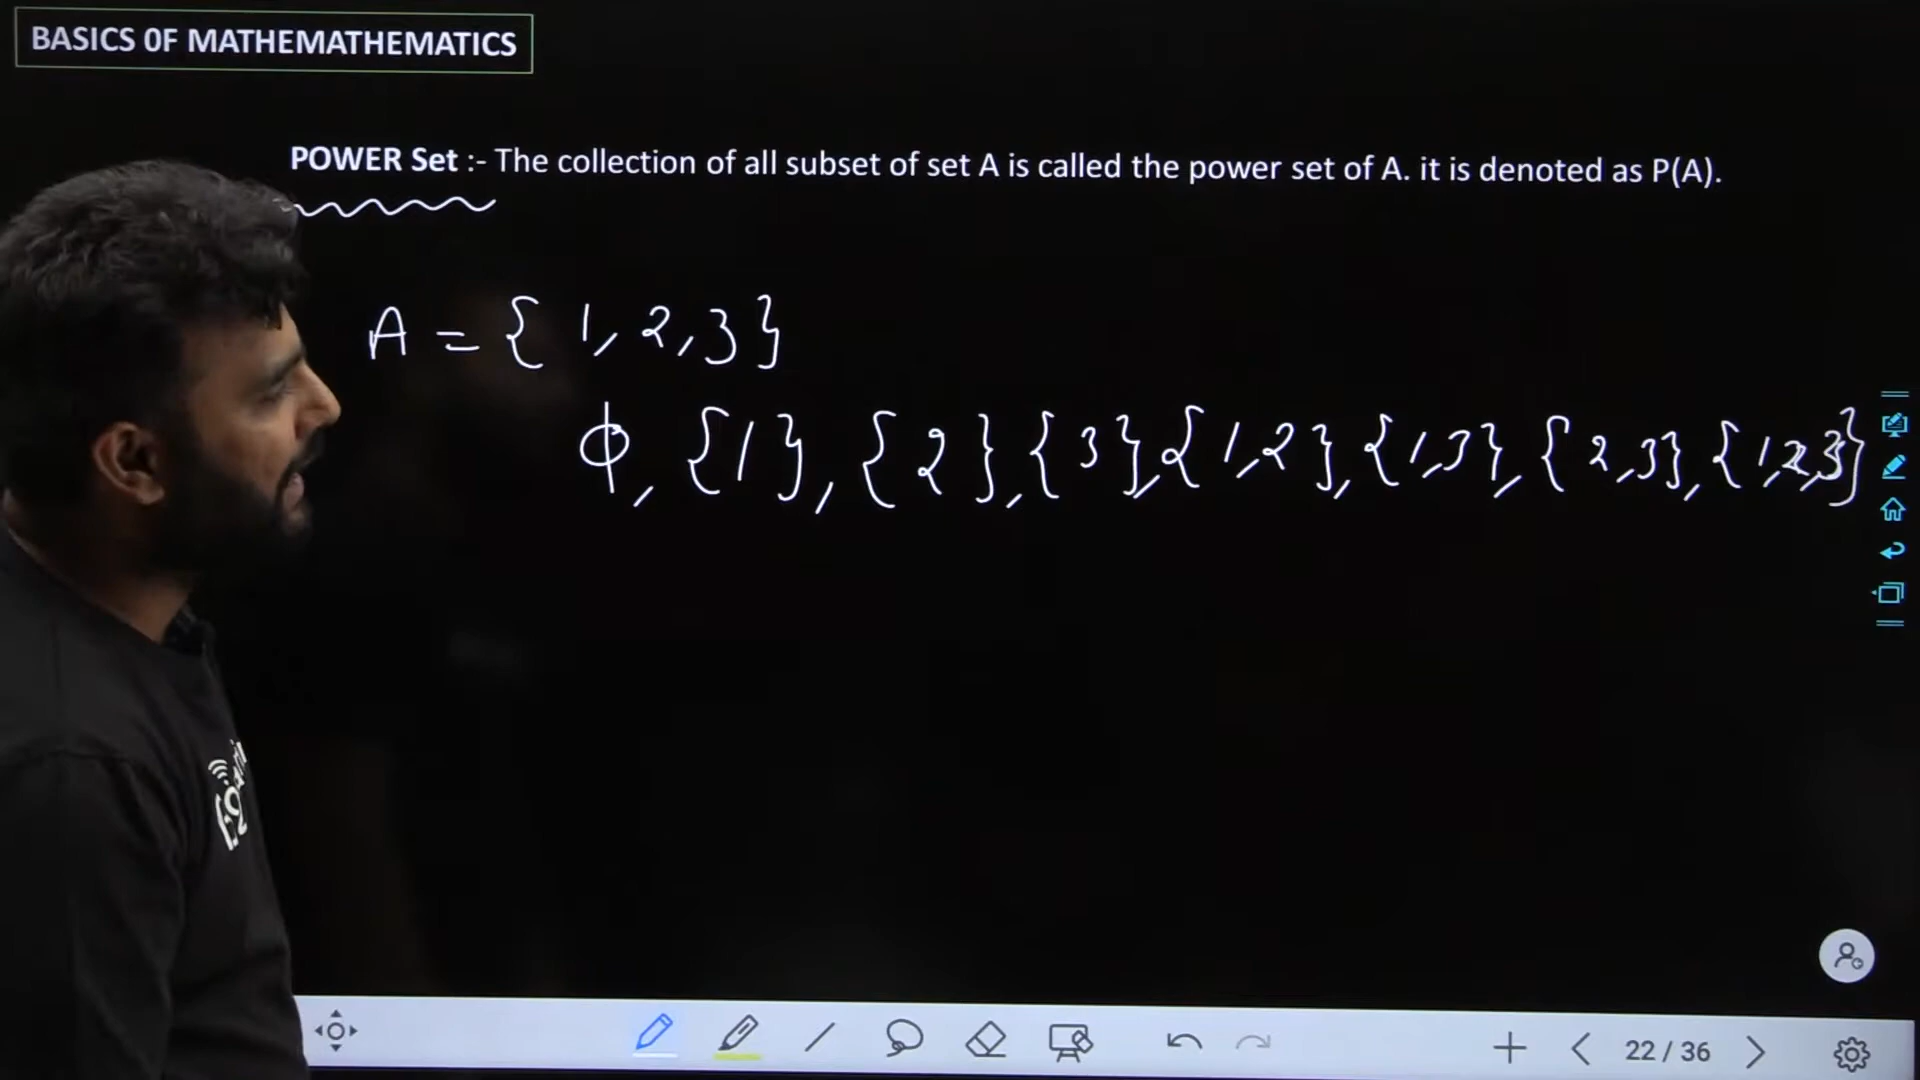 BASICS 0F MATHEMATHEMATICS
POWER Set :- The collection of all subset of set A is called the power set of A. it is denoted as P(A).
A = { 1, 2, 3 }
ϕ, {1}, {2}, {3}, {1,2}, {1,3}, {2,3}, {1,2,3}
22 / 36